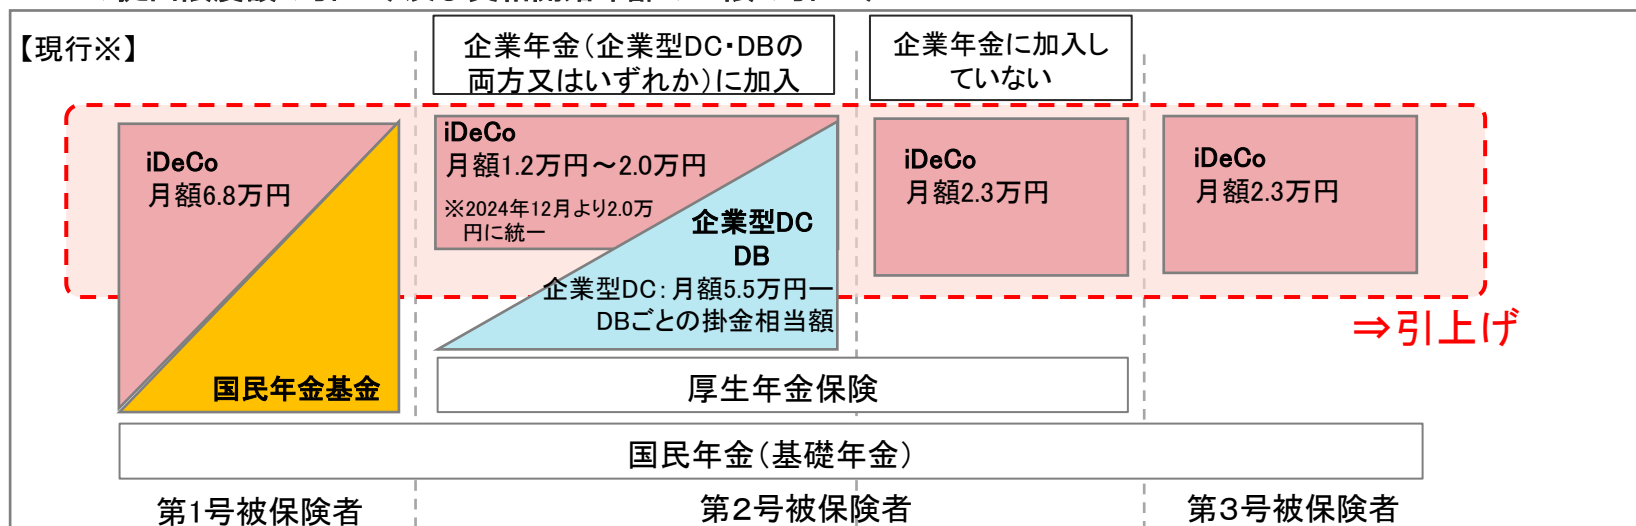 【現行※】
企業年金（企業型DC・DBの
両方又はいずれか）に加入
企業年金に加入し
ていない
iDeCo
月額6.8万円
国民年金基金
iDeCo
月額1.2万円～2.0万円
※2024年12月より2.0万
円に統一
企業型DC
DB
企業型DC：月額5.5万円ー
DBごとの掛金相当額
iDeCo
月額2.3万円
iDeCo
月額2.3万円
⇒引上げ
厚生年金保険
国民年金（基礎年金）
第1号被保険者
第２号被保険者
第３号被保険者